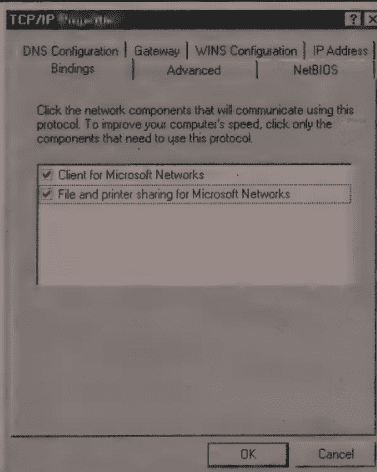 TCP/IP Properties
? X
DNS Configuration | Gateway | WINS Configuration | IP Address
Bindings | Advanced | NetBIOS
Click the network components that will communicate using this
protocol. To improve your computer's speed, click only the
components that need to use this protocol.
Client for Microsoft Networks
File and printer sharing for Microsoft Networks
OK Cancel